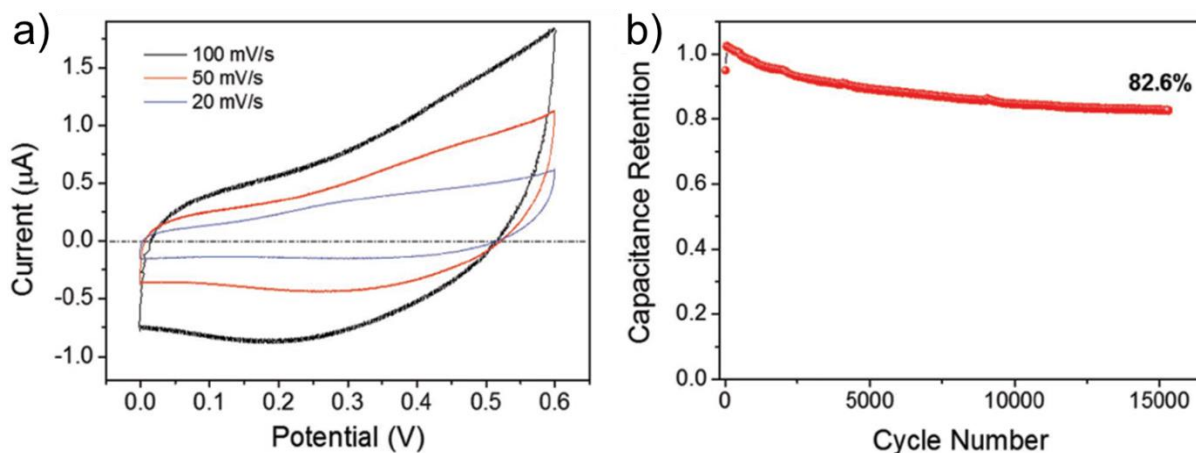 a)
100 mV/s
50 mV/s
20 mV/s
1.5
1.0
0.5
0.0
-0.5
-1.0
Current (µA)
0.0 0.1 0.2 0.3 0.4 0.5 0.6
Potential (V)
b)
82.6%
1.0
0.8
0.6
0.4
0.2
0.0
Capacitance Retention
0 5000 10000 15000
Cycle Number